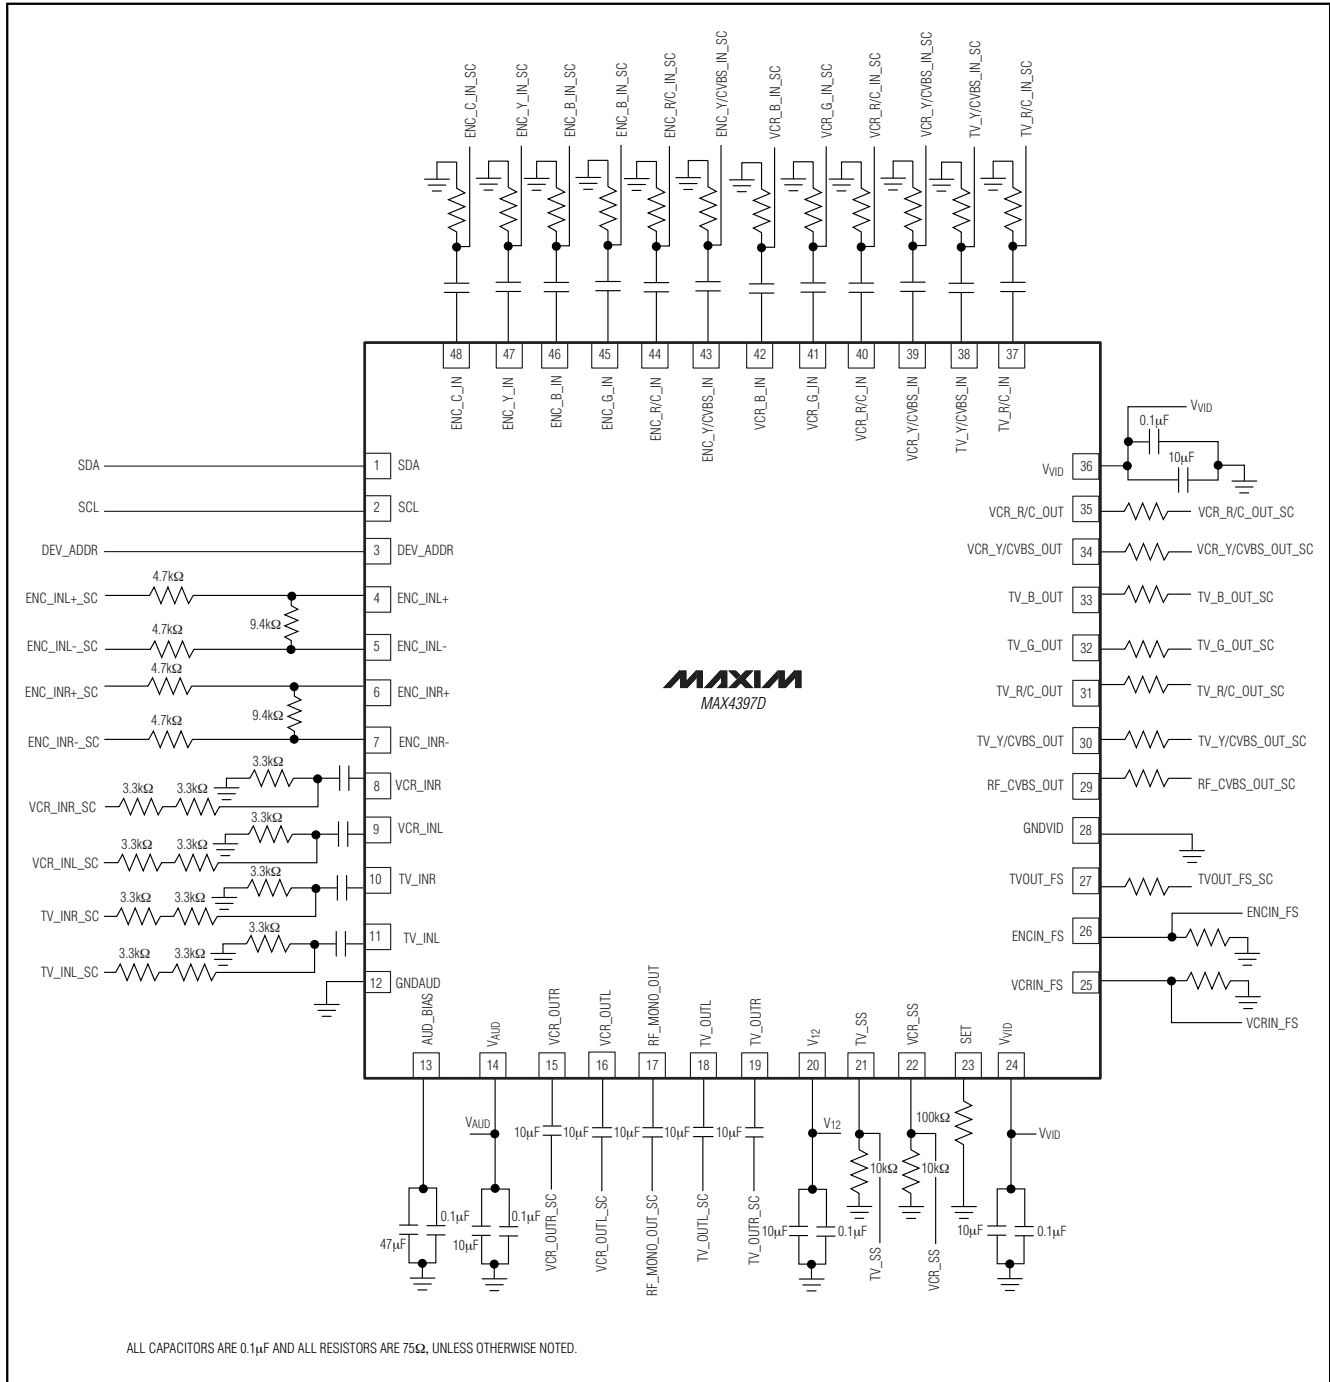 ENC_C_IN_SC
ENC_Y_IN_SC
ENC_B_IN_SC
ENC_B_IN_SC
ENC_R/C_IN_SC
ENC_Y/CVBS_IN_SC
VCR_B_IN_SC
VCR_G_IN_SC
VCR_R/C_IN_SC
VCR_Y/CVBS_IN_SC
TV_Y/CVBS_IN_SC
TV_R/C_IN_SC
48
47
46
45
44
43
42
41
40
39
38
37
ENC_C_IN
ENC_Y_IN
ENC_B_IN
ENC_G_IN
ENC_R/C_IN
ENC_Y/CVBS_IN
VCR_B_IN
VCR_G_IN
VCR_R/C_IN
VCR_Y/CVBS_IN
TV_Y/CVBS_IN
TV_R/C_IN
SDA
1
SDA
SCL
2
SCL
DEV_ADDR
3
DEV_ADDR
4.7kΩ
ENC_INL+_SC
4
ENC_INL+
9.4kΩ
4.7kΩ
ENC_INL-_SC
5
ENC_INL-
4.7kΩ
ENC_INR+_SC
6
ENC_INR+
9.4kΩ
4.7kΩ
ENC_INR-_SC
7
ENC_INR-
3.3kΩ
8
VCR_INR
3.3kΩ
3.3kΩ
VCR_INR_SC
3.3kΩ
9
VCR_INL
3.3kΩ
3.3kΩ
VCR_INL_SC
3.3kΩ
10
TV_INR
3.3kΩ
3.3kΩ
TV_INR_SC
3.3kΩ
11
TV_INL
3.3kΩ
3.3kΩ
TV_INL_SC
12
GNDAUD
MAXIM
MAX4397D
VVID
0.1µF
10µF
VVID
36
VCR_R/C_OUT
35
VCR_R/C_OUT_SC
VCR_Y/CVBS_OUT
34
VCR_Y/CVBS_OUT_SC
TV_B_OUT
33
TV_B_OUT_SC
TV_G_OUT
32
TV_G_OUT_SC
TV_R/C_OUT
31
TV_R/C_OUT_SC
TV_Y/CVBS_OUT
30
TV_Y/CVBS_OUT_SC
RF_CVBS_OUT
29
RF_CVBS_OUT_SC
GNDVID
28
TVOUT_FS
27
TVOUT_FS_SC
ENCIN_FS
ENCIN_FS
26
VCRIN_FS
25
VCRIN_FS
AUD_BIAS
VAUD
VCR_OUTR
VCR_OUTL
RF_MONO_OUT
TV_OUTL
TV_OUTR
V12
TV_SS
VCR_SS
SET
VVID
13
14
15
16
17
18
19
20
21
22
23
24
VAUD
10µF
10µF
10µF
10µF
10µF
V12
100kΩ
VVID
10kΩ
10kΩ
47µF
0.1µF
10µF
0.1µF
VCR_OUTR_SC
VCR_OUTL_SC
RF_MONO_OUT_SC
TV_OUTL_SC
TV_OUTR_SC
10µF
0.1µF
TV_SS
VCR_SS
10µF
0.1µF
ALL CAPACITORS ARE 0.1µF AND ALL RESISTORS ARE 75Ω, UNLESS OTHERWISE NOTED.